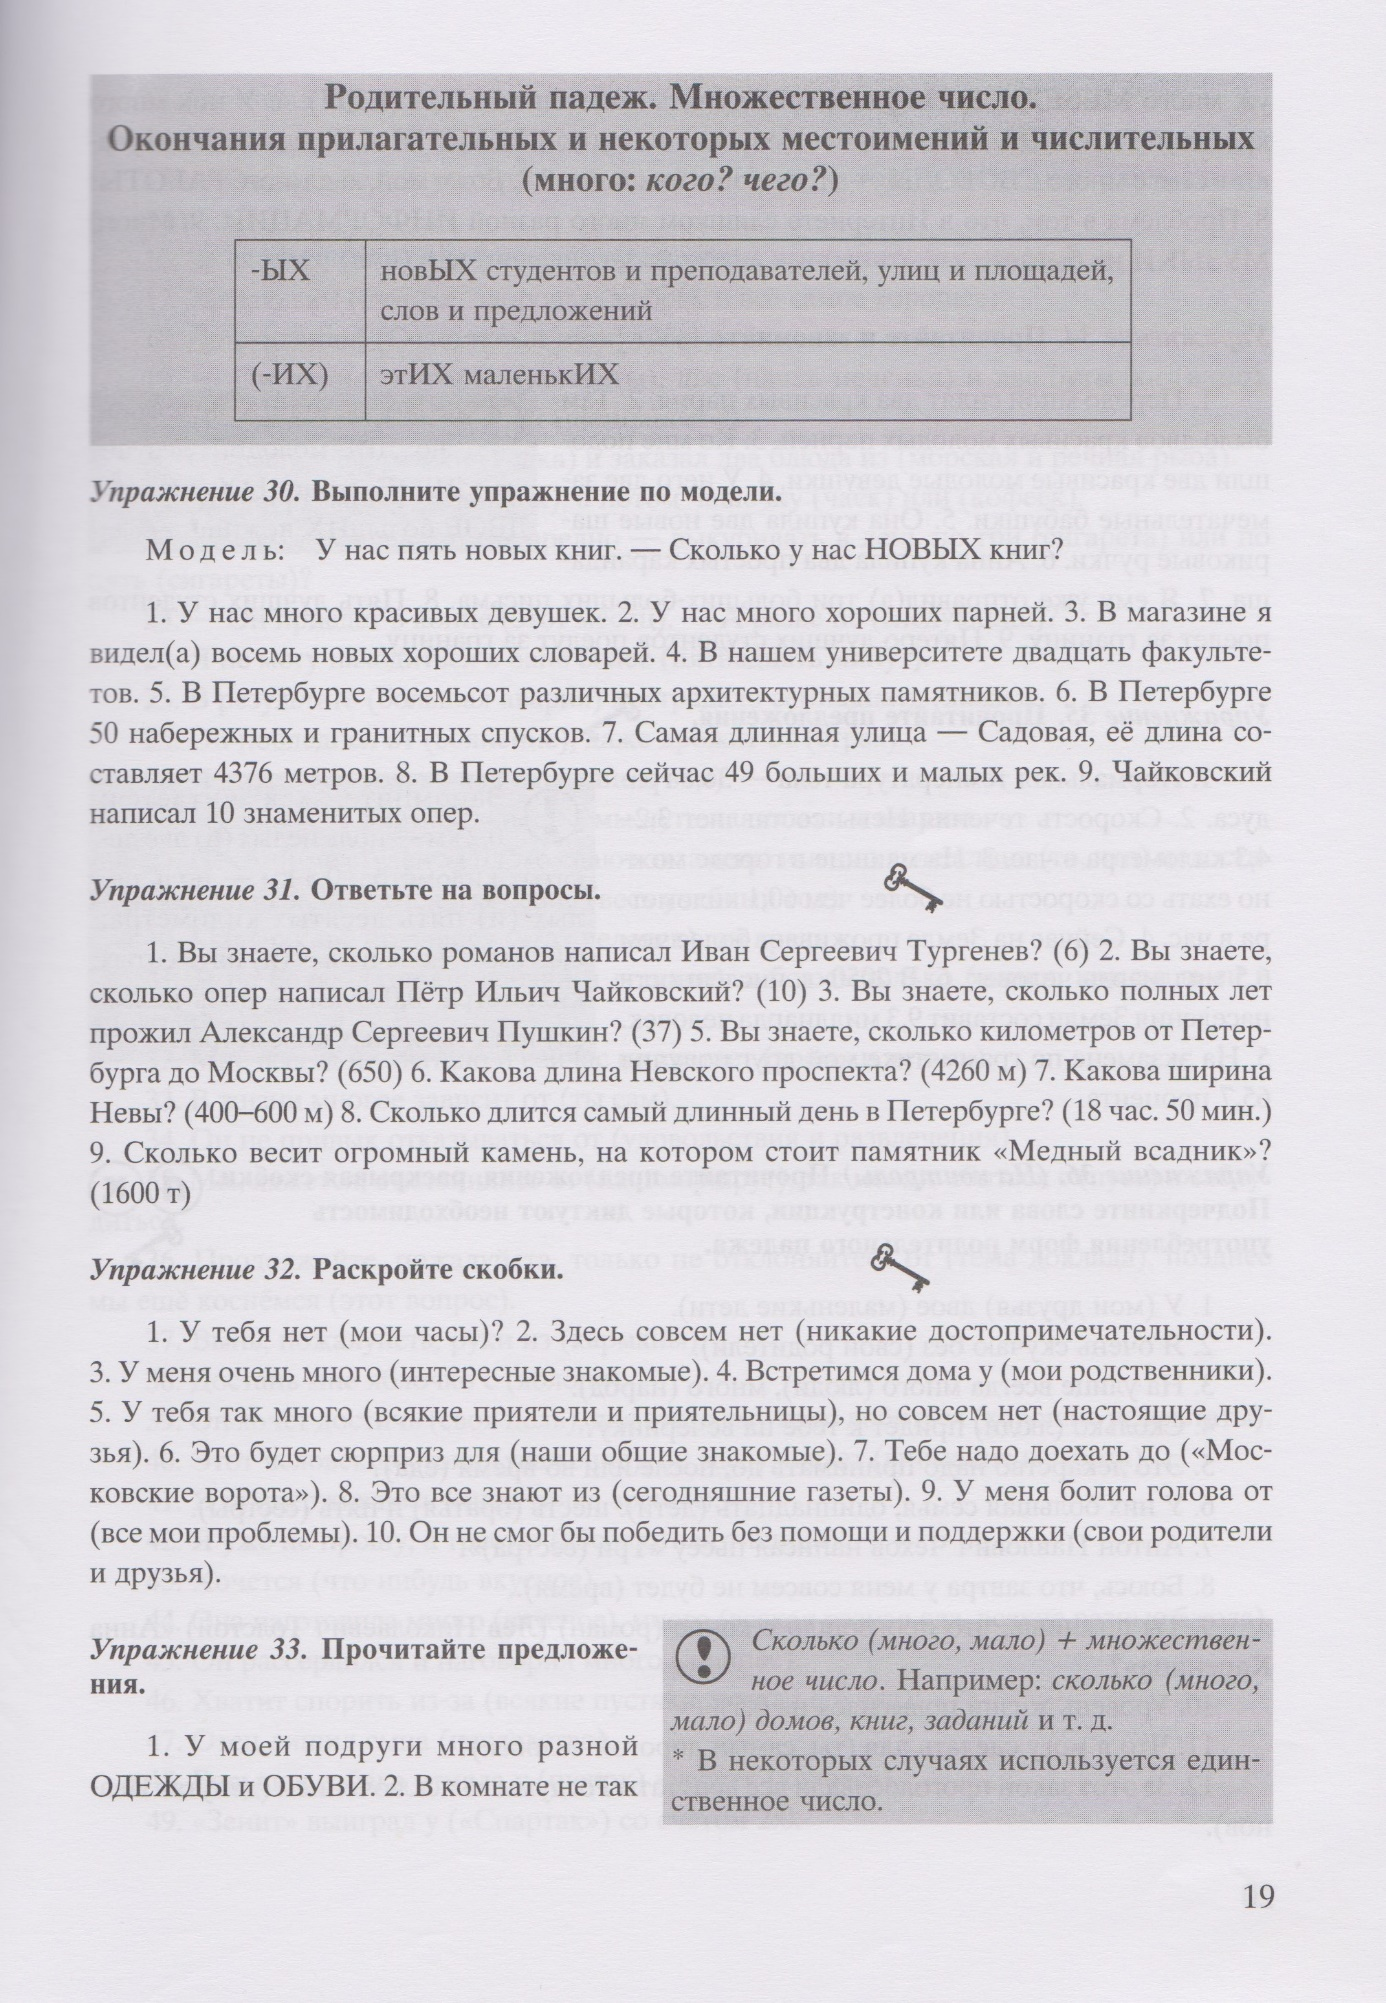 Родительный падеж. Множественное число.
Окончания прилагательных и некоторых местоимений и числительных
(много: кого? чего?)
-ЫХ новЫХ студентов и преподавателей, улиц и площадей,
слов и предложений
(-ИХ) этИХ маленькИХ
Упражнение 30. Выполните упражнение по модели.
Модель: У нас пять новых книг. — Сколько у нас НОВЫХ книг?
1. У нас много красивых девушек. 2. У нас много хороших парней. 3. В магазине я
видел(а) восемь новых хороших словарей. 4. В нашем университете двадцать факульте-
тов. 5. В Петербурге восемьсот различных архитектурных памятников. 6. В Петербурге
50 набережных и гранитных спусков. 7. Самая длинная улица — Садовая, её длина со-
ставляет 4376 метров. 8. В Петербурге сейчас 49 больших и малых рек. 9. Чайковский
написал 10 знаменитых опер.
Упражнение 31. Ответьте на вопросы.
1. Вы знаете, сколько романов написал Иван Сергеевич Тургенев? (6) 2. Вы знаете,
сколько опер написал Пётр Ильич Чайковский? (10) 3. Вы знаете, сколько полных лет
прожил Александр Сергеевич Пушкин? (37) 5. Вы знаете, сколько километров от Петер-
бурга до Москвы? (650) 6. Какова длина Невского проспекта? (4260 м) 7. Какова ширина
Невы? (400–600 м) 8. Сколько длится самый длинный день в Петербурге? (18 час. 50 мин.)
9. Сколько весит огромный камень, на котором стоит памятник «Медный всадник»?
(1600 т)
Упражнение 32. Раскройте скобки.
1. У тебя нет (мои часы)? 2. Здесь совсем нет (никакие достопримечательности).
3. У меня очень много (интересные знакомые). 4. Встретимся дома у (мои родственники).
5. У тебя так много (всякие приятели и приятельницы), но совсем нет (настоящие дру-
зья). 6. Это будет сюрприз для (наши общие знакомые). 7. Тебе надо доехать до («Мос-
ковские ворота»). 8. Это все знают из (сегодняшние газеты). 9. У меня болит голова от
(все мои проблемы). 10. Он не смог бы победить без помощи и поддержки (свои родители
и друзья).
Упражнение 33. Прочитайте предложе-
ния.
1. У моей подруги много разной
ОДЕЖДЫ и ОБУВИ. 2. В комнате не так
Сколько (много, мало) + множествен-
ное число. Например: сколько (много,
мало) домов, книг, заданий и т. д.
* В некоторых случаях используется един-
ственное число.
19